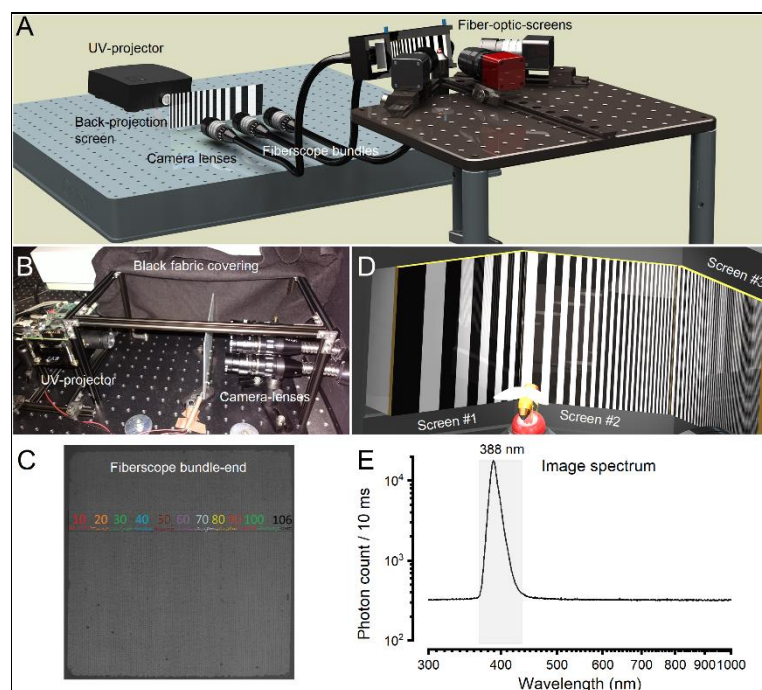 A
UV-projector
Fiber-optic-screens
Back-projection
screen
Camera lenses
Fiberscope bundles
B
Black fabric covering
UV-projector
Camera-lenses
D
Screen #3
Screen #1
Screen #2
C
Fiberscope bundle-end
10 20 30 40 50 60 70 80 90 100 106
E
388 nm
Image spectrum
Photon count / 10 ms
10⁴
10³
10²
300 400 500 600 700 800 900 1000
Wavelength (nm)